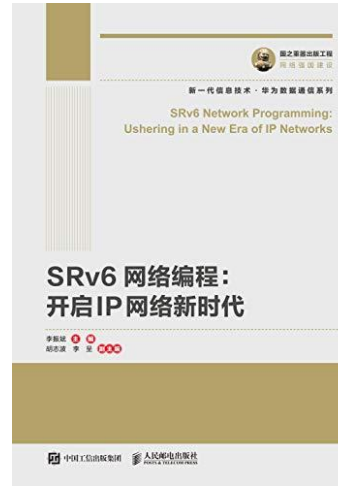 国之重器出版工程
网络强国建设
新一代信息技术·华为数据通信系列
SRv6 Network Programming:
Ushering in a New Era of IP Networks
SRv6 网络编程:
开启IP网络新时代
李振斌 主 编
胡志波 李 呈 副主编
中国工信出版集团 人民邮电出版社
POSTS & TELECOM PRESS